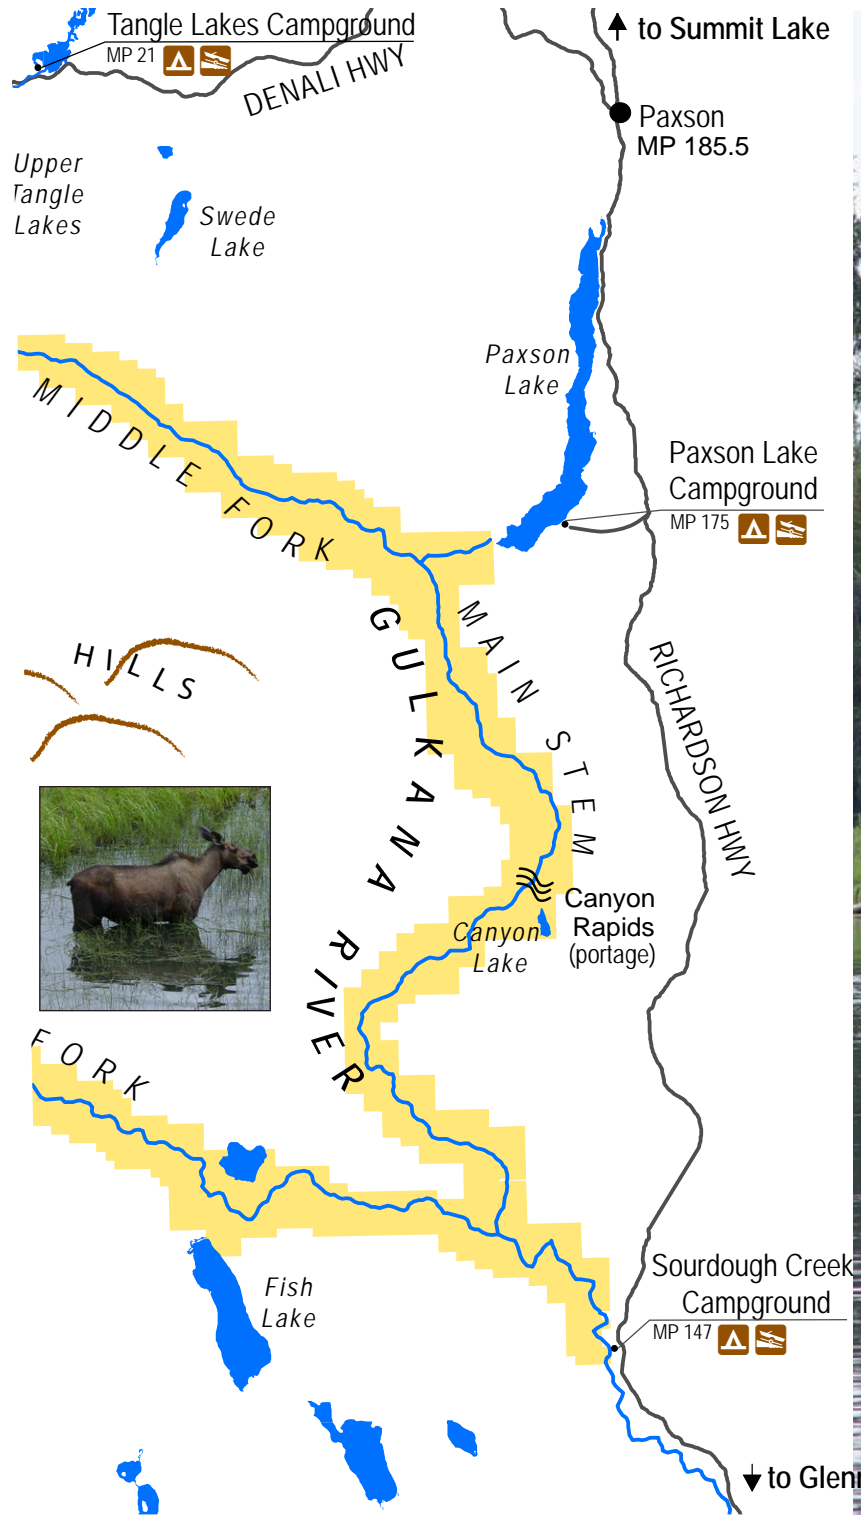 Tangle Lakes Campground
MP 21
DENALI HWY
to Summit Lake
Paxson
MP 185.5
Upper
Tangle
Lakes
Swede
Lake
Paxson
Lake
MIDDLE FORK
Paxson Lake
Campground
MP 175
MAIN STEM
GULKANA RIVER
HILLS
RICHARDSON HWY
Canyon
Rapids
(portage)
Canyon
Lake
FORK
Fish
Lake
Sourdough Creek
Campground
MP 147
to